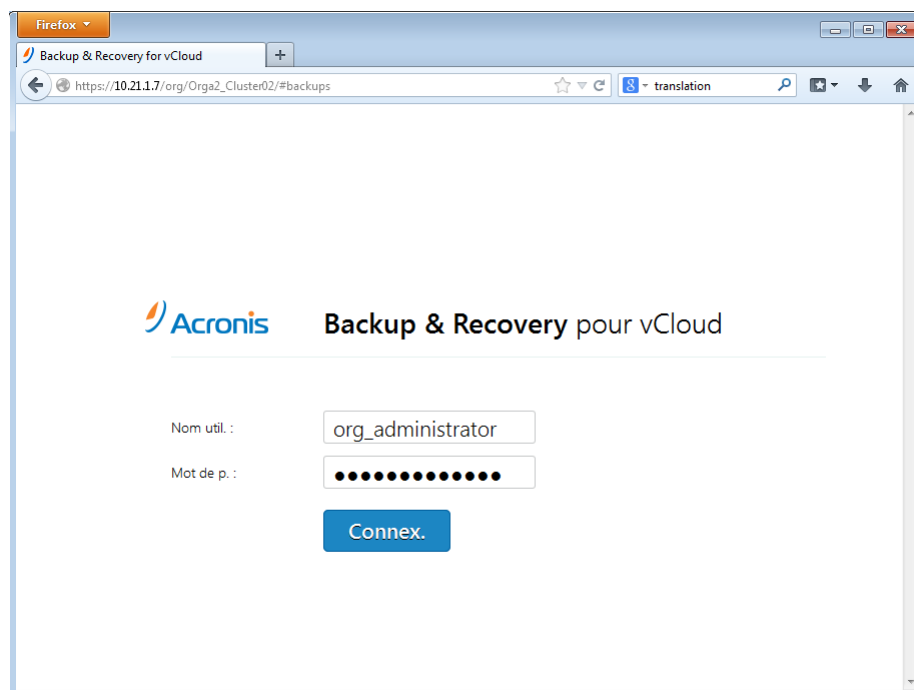 Firefox
Backup & Recovery for vCloud
https://10.21.1.7/org/Orga2_Cluster02/#backups
translation
Acronis
Backup & Recovery pour vCloud
Nom util. :
org_administrator
Mot de p. :
Connex.